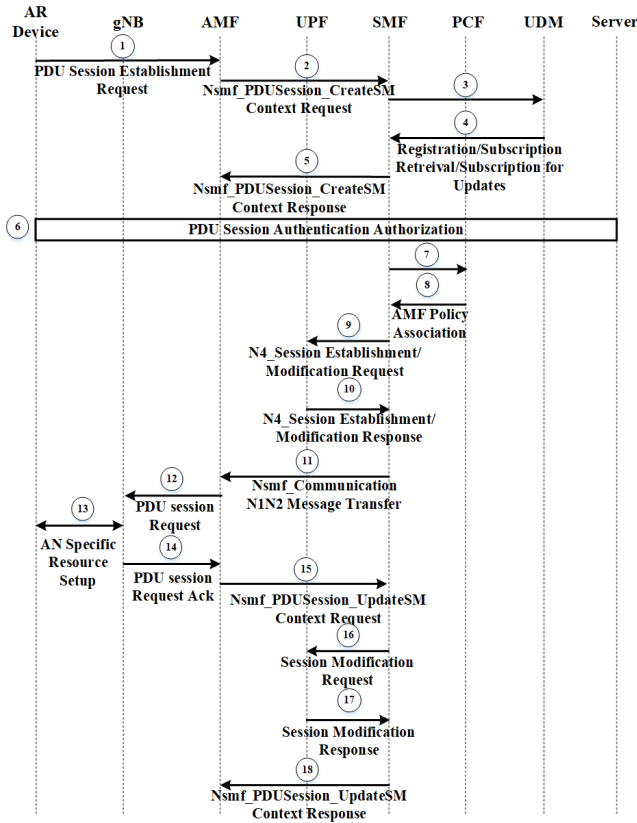 AR
Device
gNB
AMF
UPF
SMF
PCF
UDM
Server
1
PDU Session Establishment
Request
2
Nsmf_PDUSession_CreateSM
Context Request
3
4
Registration/Subscription
Retreival/Subscription for
Updates
5
Nsmf_PDUSession_CreateSM
Context Response
6
PDU Session Authentication Authorization
7
8
AMF Policy
Association
9
N4_Session Establishment/
Modification Request
10
N4_Session Establishment/
Modification Response
11
Nsmf_Communication
N1N2 Message Transfer
12
PDU session
Request
13
AN Specific
Resource
Setup
14
PDU session
Request Ack
15
Nsmf_PDUSession_UpdateSM
Context Request
16
Session Modification
Request
17
Session Modification
Response
18
Nsmf_PDUSession_UpdateSM
Context Response